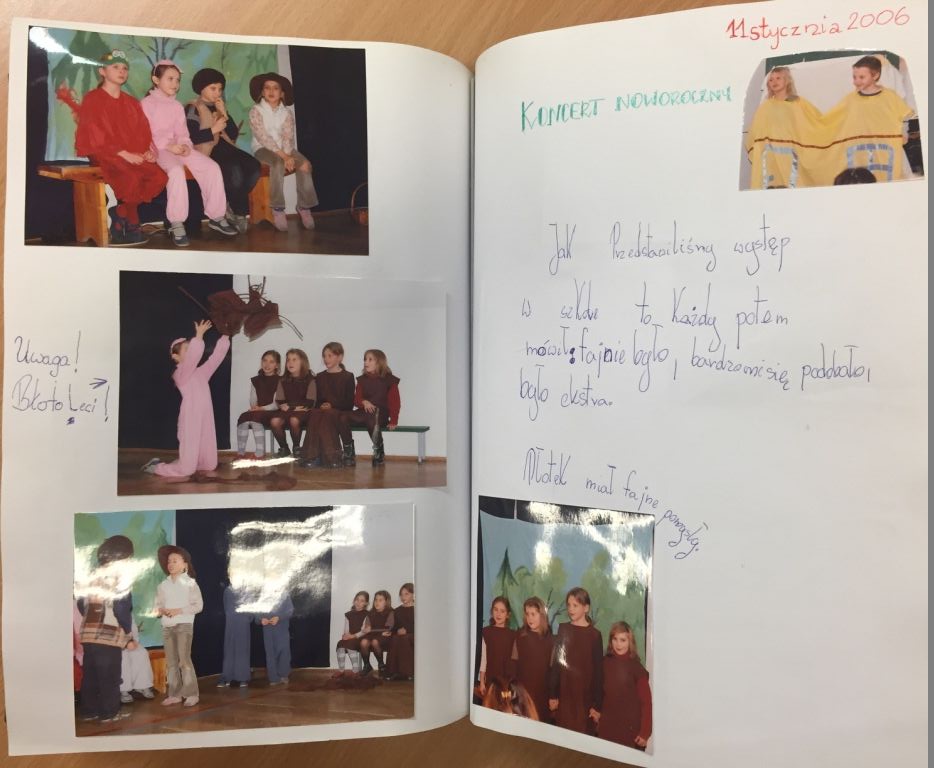 Uwaga!
Błoto Leci!
11 stycznia 2006
KONCERT NOWOROCZNY
Jak Przedstawiliśmy występ
w szkole to Każdy potem
mówił: fajnie było, bardzo mi się podobało,
było ekstra.
Młotek miał fajne pomysły.